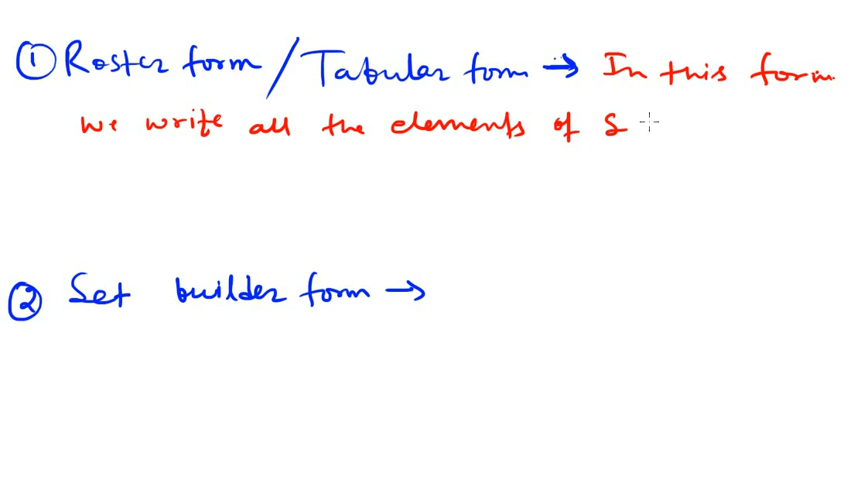 ① Roster form / Tabular form → In this form
we write all the elements of s
② Set builder form →